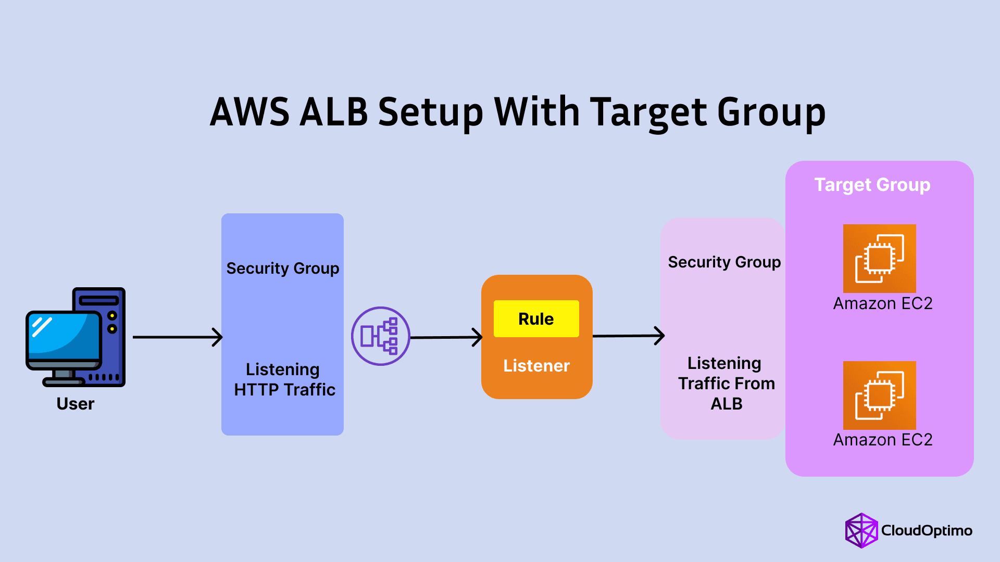 AWS ALB Setup With Target Group
User
Security Group
Listening
HTTP Traffic
Rule
Listener
Security Group
Listening
Traffic From
ALB
Target Group
Amazon EC2
Amazon EC2
CloudOptimo